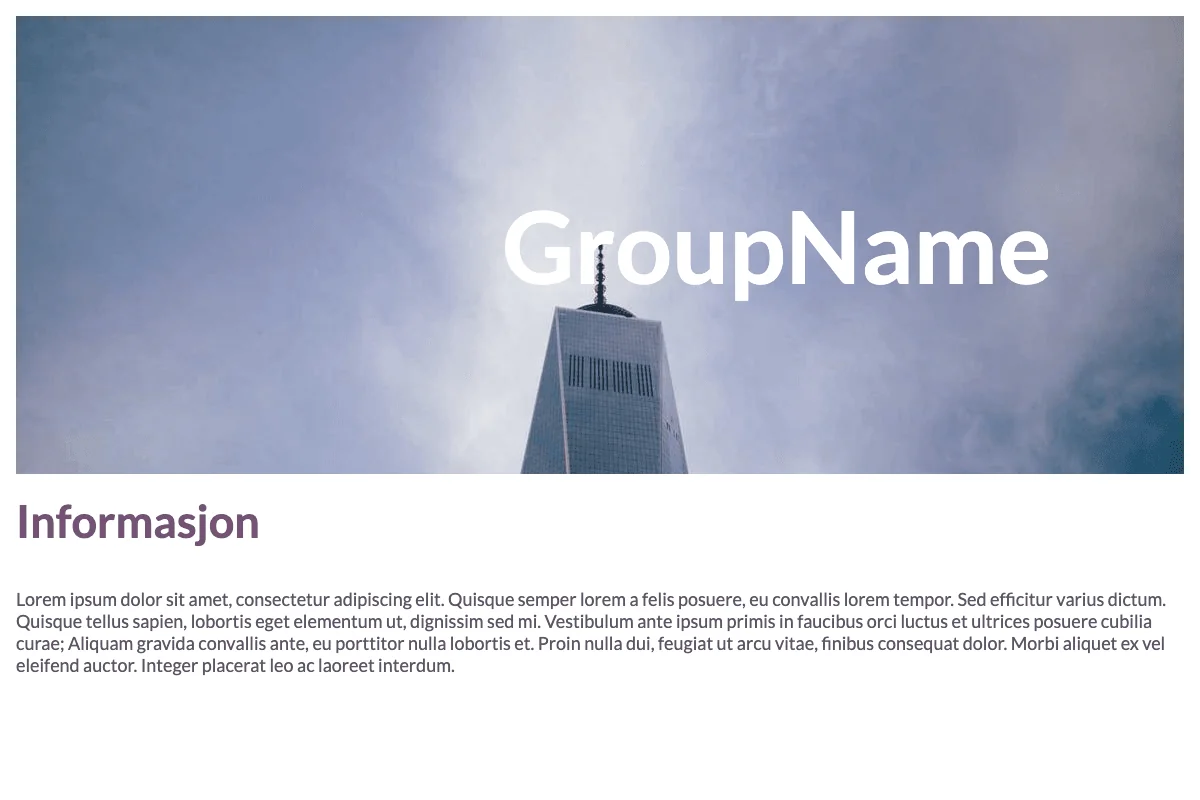 GroupName
Informasjon
Lorem ipsum dolor sit amet, consectetur adipiscing elit. Quisque semper lorem a felis posuere, eu convallis lorem tempor. Sed efficitur varius dictum.
Quisque tellus sapien, lobortis eget elementum ut, dignissim sed mi. Vestibulum ante ipsum primis in faucibus orci luctus et ultrices posuere cubilia
curae; Aliquam gravida convallis ante, eu porttitor nulla lobortis et. Proin nulla dui, feugiat ut arcu vitae, finibus consequat dolor. Morbi aliquet ex vel
eleifend auctor. Integer placerat leo ac laoreet interdum.